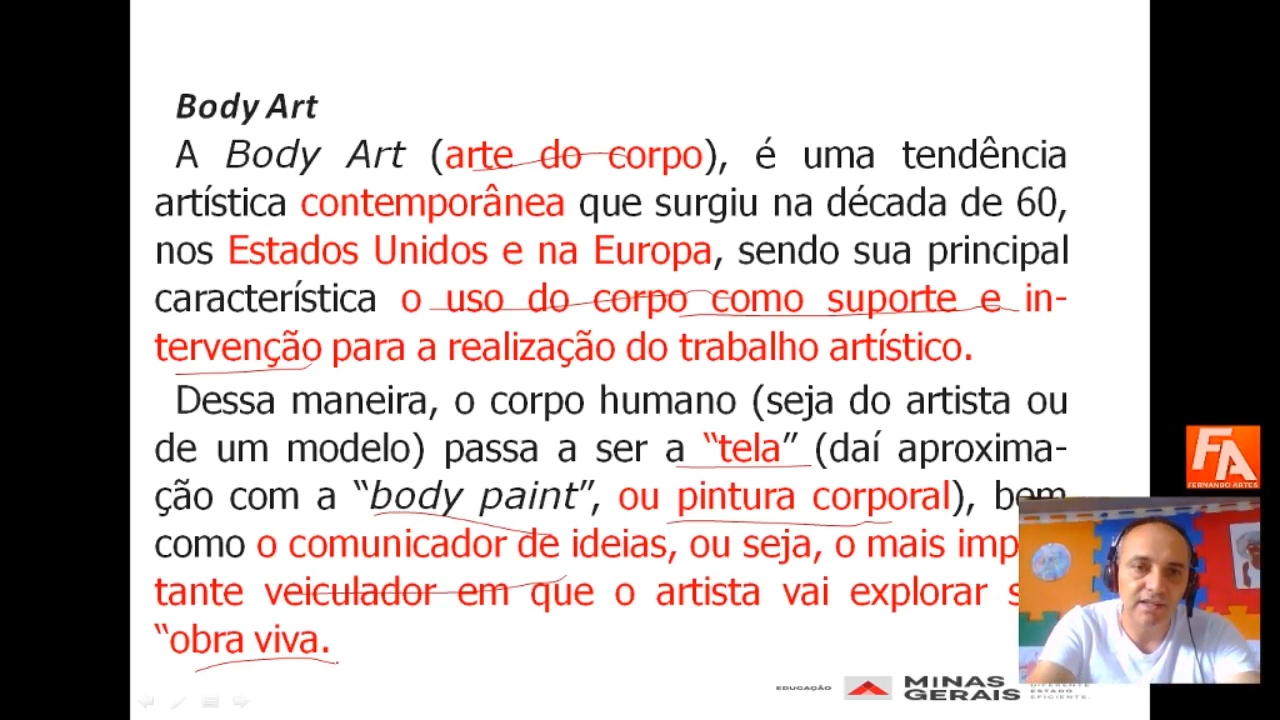 Body Art
A Body Art (arte do corpo), é uma tendência
artística contemporânea que surgiu na década de 60,
nos Estados Unidos e na Europa, sendo sua principal
característica o uso do corpo como suporte e in-
tervenção para a realização do trabalho artístico.
Dessa maneira, o corpo humano (seja do artista ou
de um modelo) passa a ser a “tela” (daí aproxima-
ção com a “body paint”, ou pintura corporal), bem
como o comunicador de ideias, ou seja, o mais imp
tante veiculador em que o artista vai explorar s
“obra viva.
FA
FERNANDO ARTES
EDUCAÇÃO
MINAS
GERAIS
DIFERENTE
ESTADO
EFICIENTE.